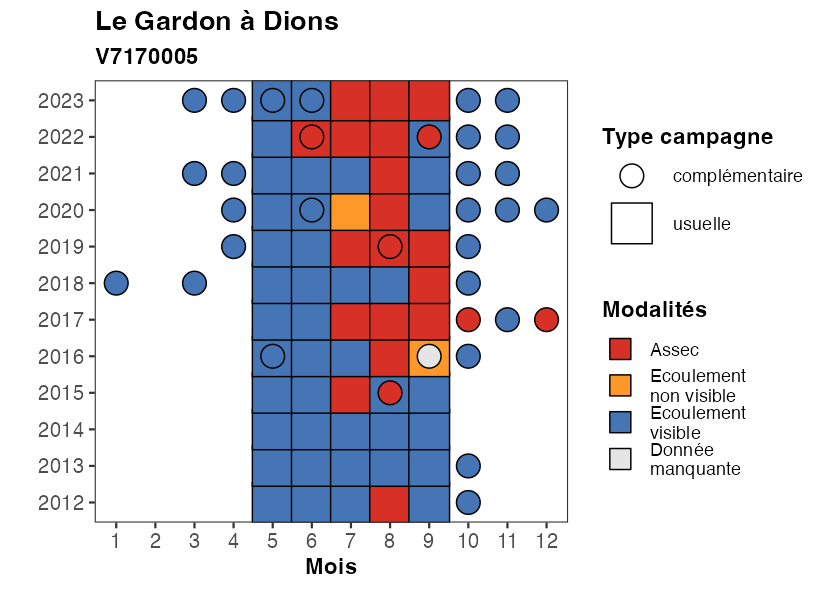 Le Gardon à Dions
V7170005
2023
2022
2021
2020
2019
2018
2017
2016
2015
2014
2013
2012
1 2 3 4 5 6 7 8 9 10 11 12
Mois
Type campagne
complémentaire
usuelle
Modalités
Assec
Ecoulement
non visible
Ecoulement
visible
Donnée
manquante